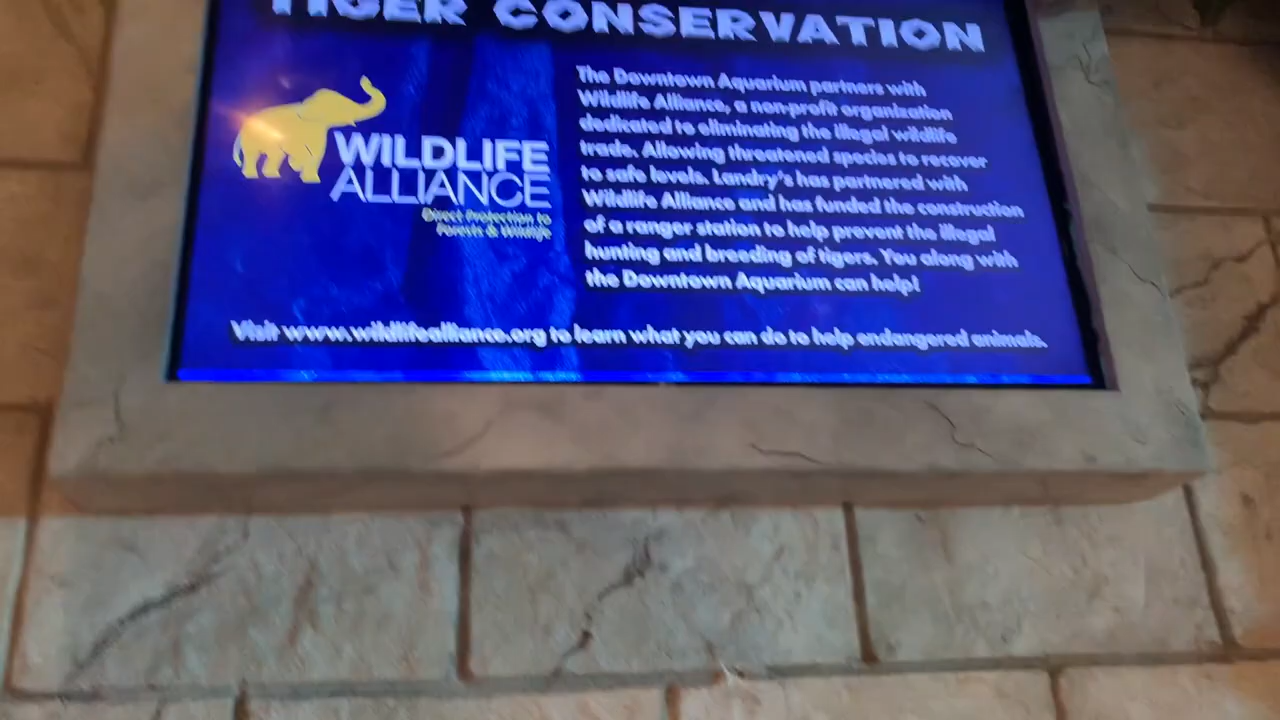 TIGER CONSERVATION
WILDLIFE
ALLIANCE
Direct Protection to
Forests & Wildlife
The Downtown Aquarium partners with
Wildlife Alliance, a non-profit organization
dedicated to eliminating the illegal wildlife
trade. Allowing threatened species to recover
to safe levels. Landry's has partnered with
Wildlife Alliance and has funded the construction
of a ranger station to help prevent the illegal
hunting and breeding of tigers. You along with
the Downtown Aquarium can help!
Visit www.wildlifealliance.org to learn what you can do to help endangered animals.